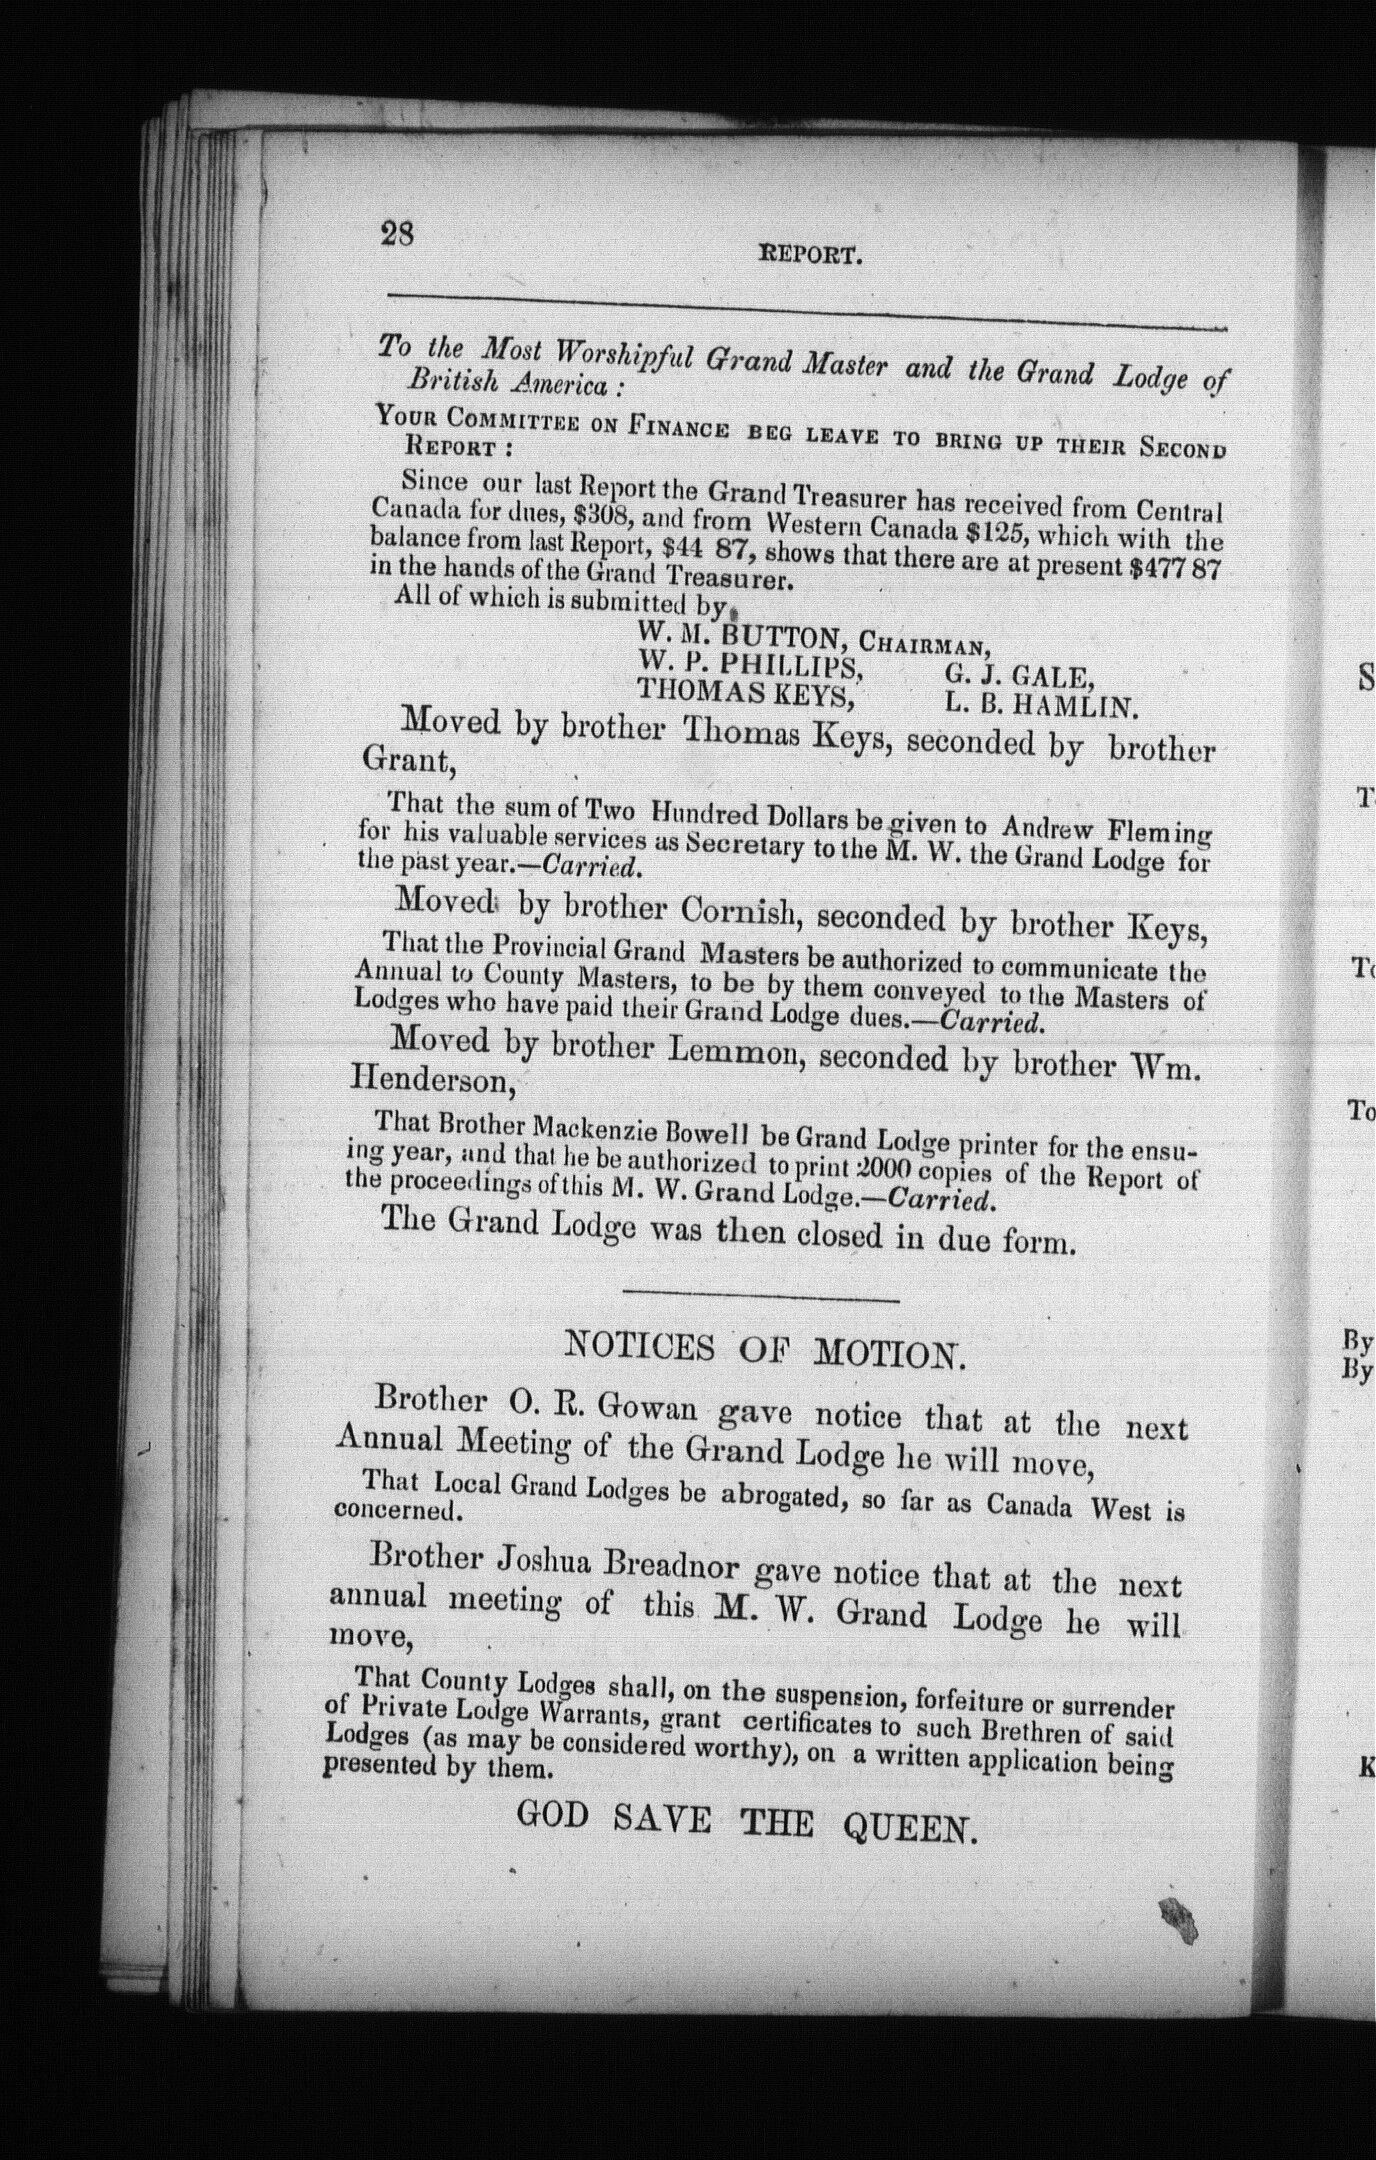 28
REPORT.
To the Most Worshipful Grand Master and the Grand Lodge of
British America :
YOUR COMMITTEE ON FINANCE BEG LEAVE TO BRING UP THEIR SECOND
REPORT :
Since our last Report the Grand Treasurer has received from Central
Canada for dues, $308, and from Western Canada $125, which with the
balance from last Report, $44 87, shows that there are at present $477 87
in the hands of the Grand Treasurer.
All of which is submitted by,
W. M. BUTTON, CHAIRMAN,
W. P. PHILLIPS, G. J. GALE,
THOMAS KEYS, L. B. HAMLIN.
Moved by brother Thomas Keys, seconded by brother
Grant,
That the sum of Two Hundred Dollars be given to Andrew Fleming
for his valuable services as Secretary to the M. W. the Grand Lodge for
the past year.—Carried.
Moved by brother Cornish, seconded by brother Keys,
That the Provincial Grand Masters be authorized to communicate the
Annual to County Masters, to be by them conveyed to the Masters of
Lodges who have paid their Grand Lodge dues.—Carried.
Moved by brother Lemmon, seconded by brother Wm.
Henderson,
That Brother Mackenzie Bowell be Grand Lodge printer for the ensu-
ing year, and that he be authorized to print 2000 copies of the Report of
the proceedings of this M. W. Grand Lodge.—Carried.
The Grand Lodge was then closed in due form.
NOTICES OF MOTION.
Brother O. R. Gowan gave notice that at the next
Annual Meeting of the Grand Lodge he will move,
That Local Grand Lodges be abrogated, so far as Canada West is
concerned.
Brother Joshua Breadnor gave notice that at the next
annual meeting of this M. W. Grand Lodge he will
move,
That County Lodges shall, on the suspension, forfeiture or surrender
of Private Lodge Warrants, grant certificates to such Brethren of said
Lodges (as may be considered worthy), on a written application being
presented by them.
GOD SAVE THE QUEEN.
To
By
By